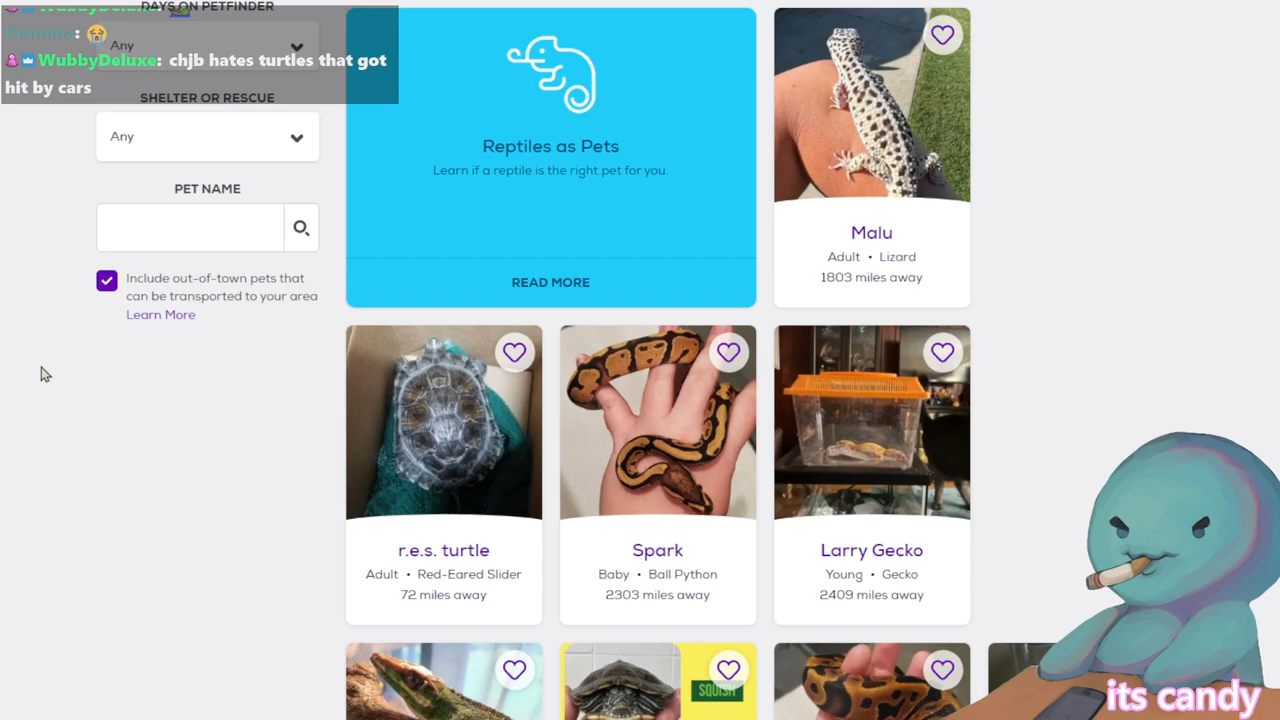 DAYS ON PETFINDER
Any
WubbyDeluxe: chjb hates turtles that got
hit by cars
SHELTER OR RESCUE
Any
PET NAME
Include out-of-town pets that
can be transported to your area
Learn More
Reptiles as Pets
Learn if a reptile is the right pet for you.
READ MORE
Malu
Adult • Lizard
1803 miles away
r.e.s. turtle
Adult • Red-Eared Slider
72 miles away
Spark
Baby • Ball Python
2303 miles away
Larry Gecko
Young • Gecko
2409 miles away
SQUISH
its candy